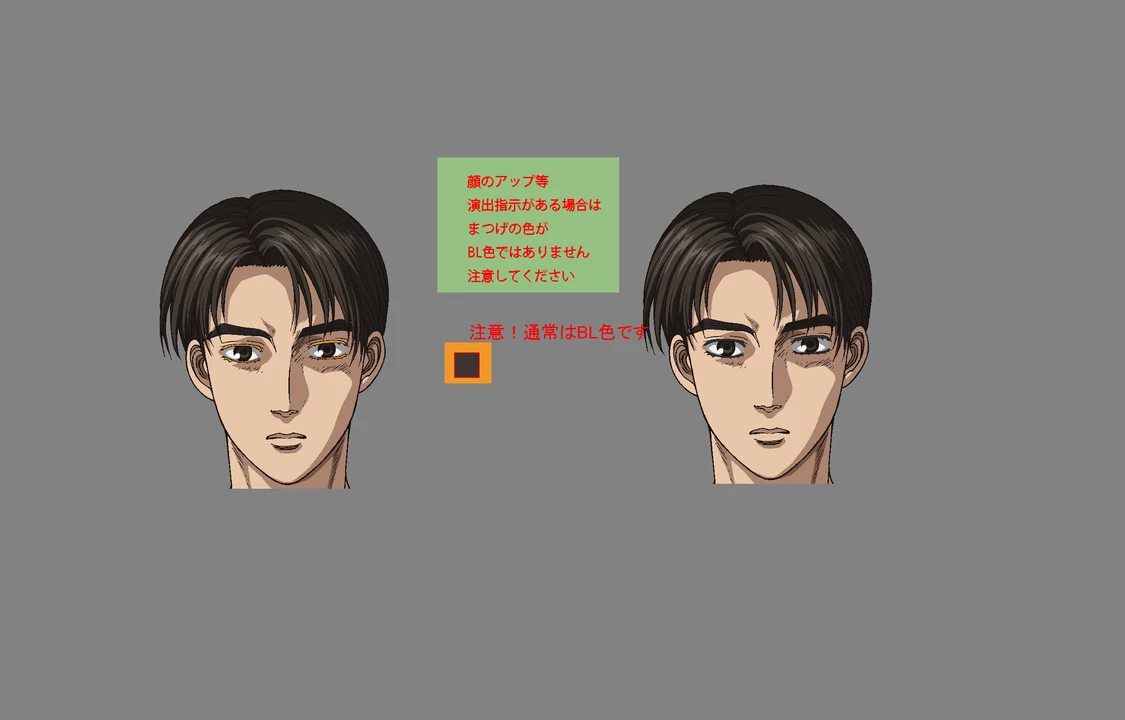 顔のアップ等
演出指示がある場合は
まつげの色が
BL色ではありません
注意してください
注意！通常はBL色です